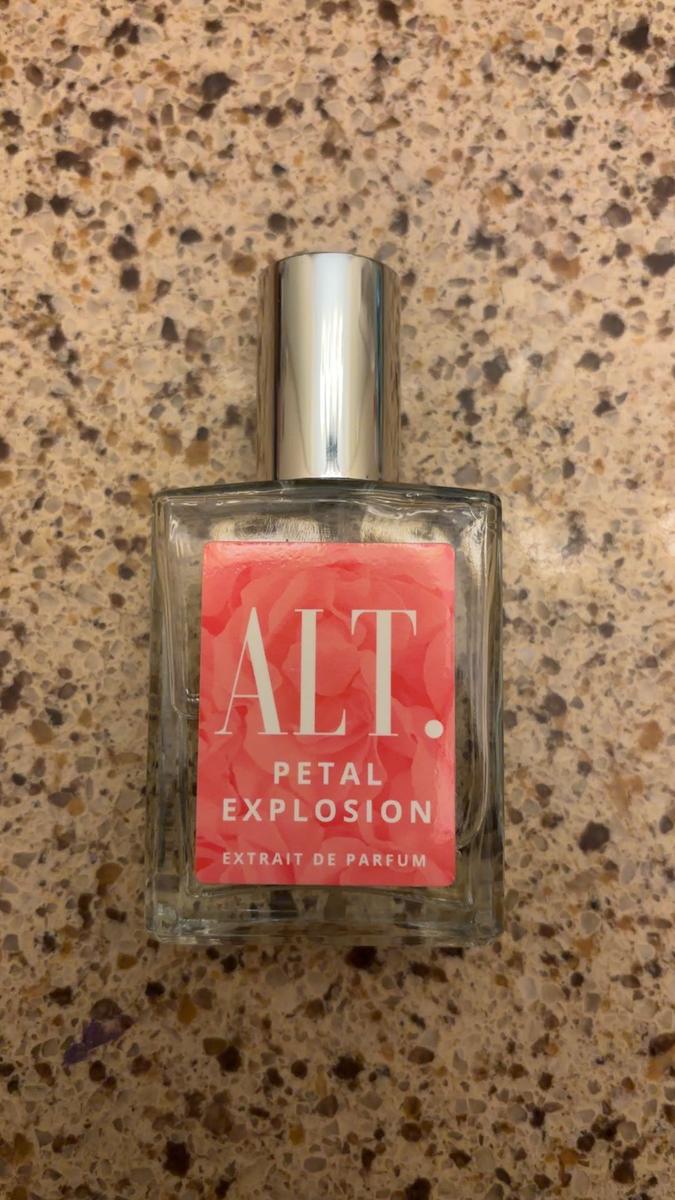 ALT.
PETAL
EXPLOSION
EXTRAIT DE PARFUM